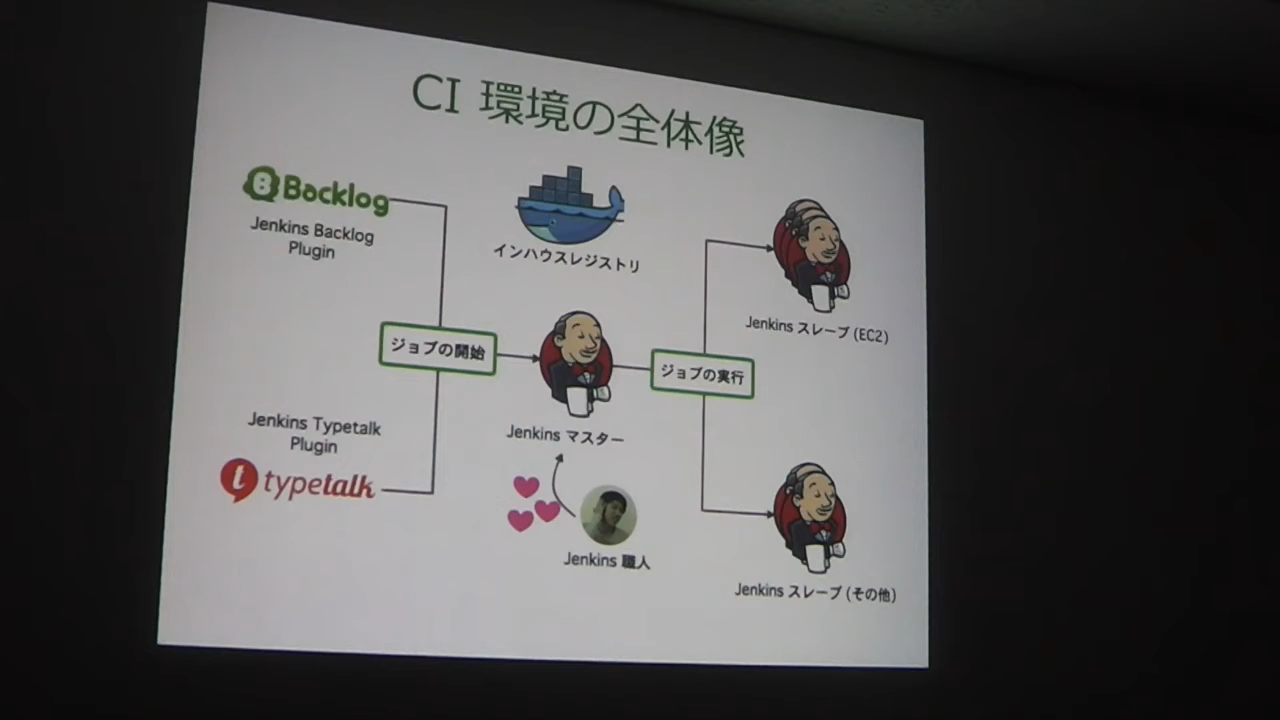 CI 環境の全体像
Backlog
Jenkins Backlog
Plugin
インハウスレジストリ
Jenkins スレーブ (EC2)
ジョブの開始
ジョブの実行
Jenkins マスター
Jenkins Typetalk
Plugin
typetalk
Jenkins 職人
Jenkins スレーブ (その他)